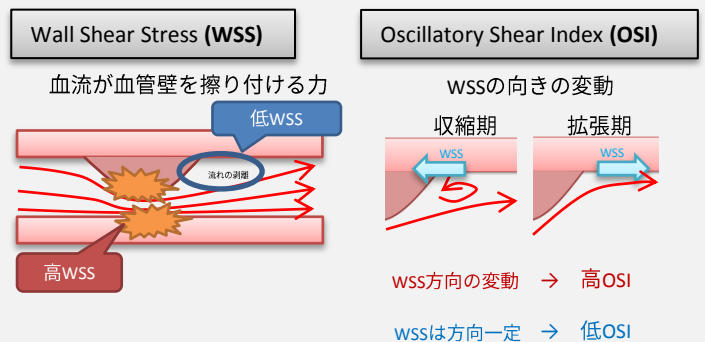 Wall Shear Stress (WSS)
血流が血管壁を擦り付ける力
低WSS
流れの剥離
高WSS
Oscillatory Shear Index (OSI)
WSSの向きの変動
収縮期
拡張期
WSS
WSS
WSS方向の変動 → 高OSI
WSSは方向一定 → 低OSI